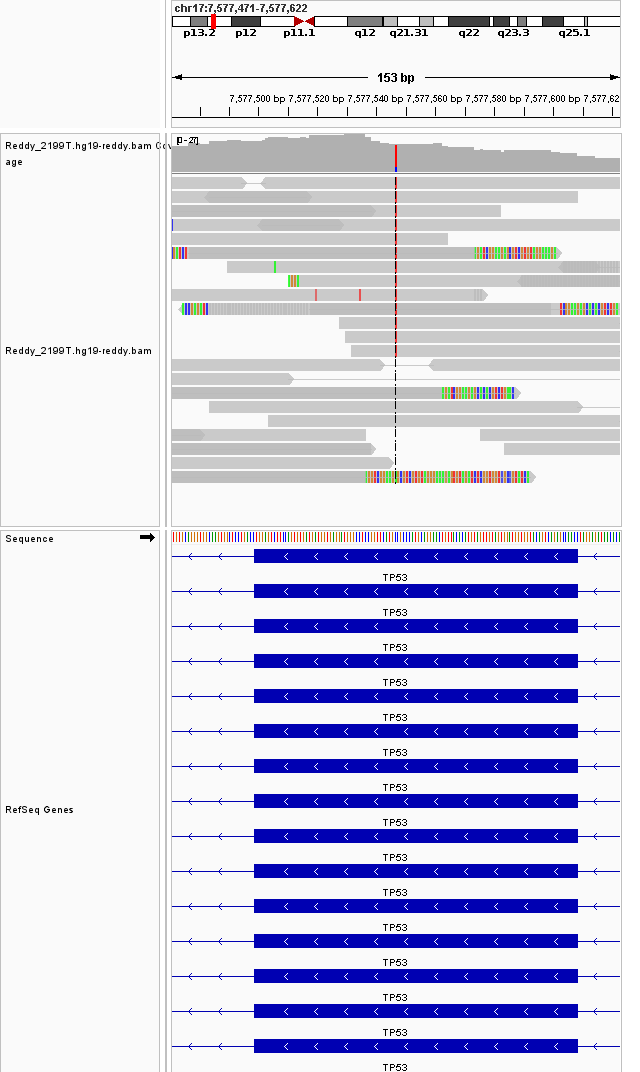 chr17:7,577,471-7,577,622
p13.2 p12 p11.1 q12 q21.31 q22 q23.3 q25.1
153 bp
7,577,500 bp 7,577,520 bp 7,577,540 bp 7,577,560 bp 7,577,580 bp 7,577,600 bp 7,577,62
Reddy_2199T.hg19-reddy.bam Cov
age
[0 - 27]
Reddy_2199T.hg19-reddy.bam
Sequence
TP53
TP53
TP53
TP53
TP53
TP53
TP53
RefSeq Genes
TP53
TP53
TP53
TP53
TP53
TP53
TP53
TP53